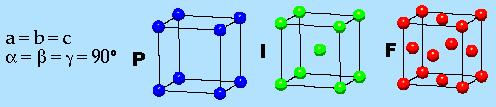 a = b = c
α = β = γ = 90°
P
I
F